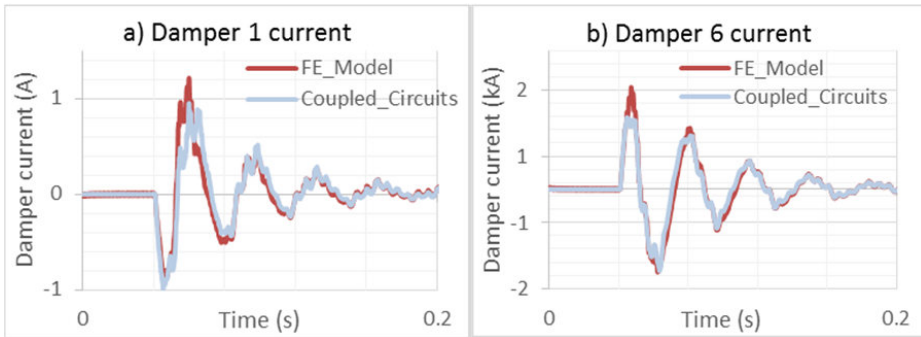 a) Damper 1 current
FE_Model
Coupled_Circuits
Damper current (A)
1
0
-1
0
Time (s)
0.2
b) Damper 6 current
FE_Model
Coupled_Circuits
Damper current (kA)
2
1
-1
-2
0
Time (s)
0.2